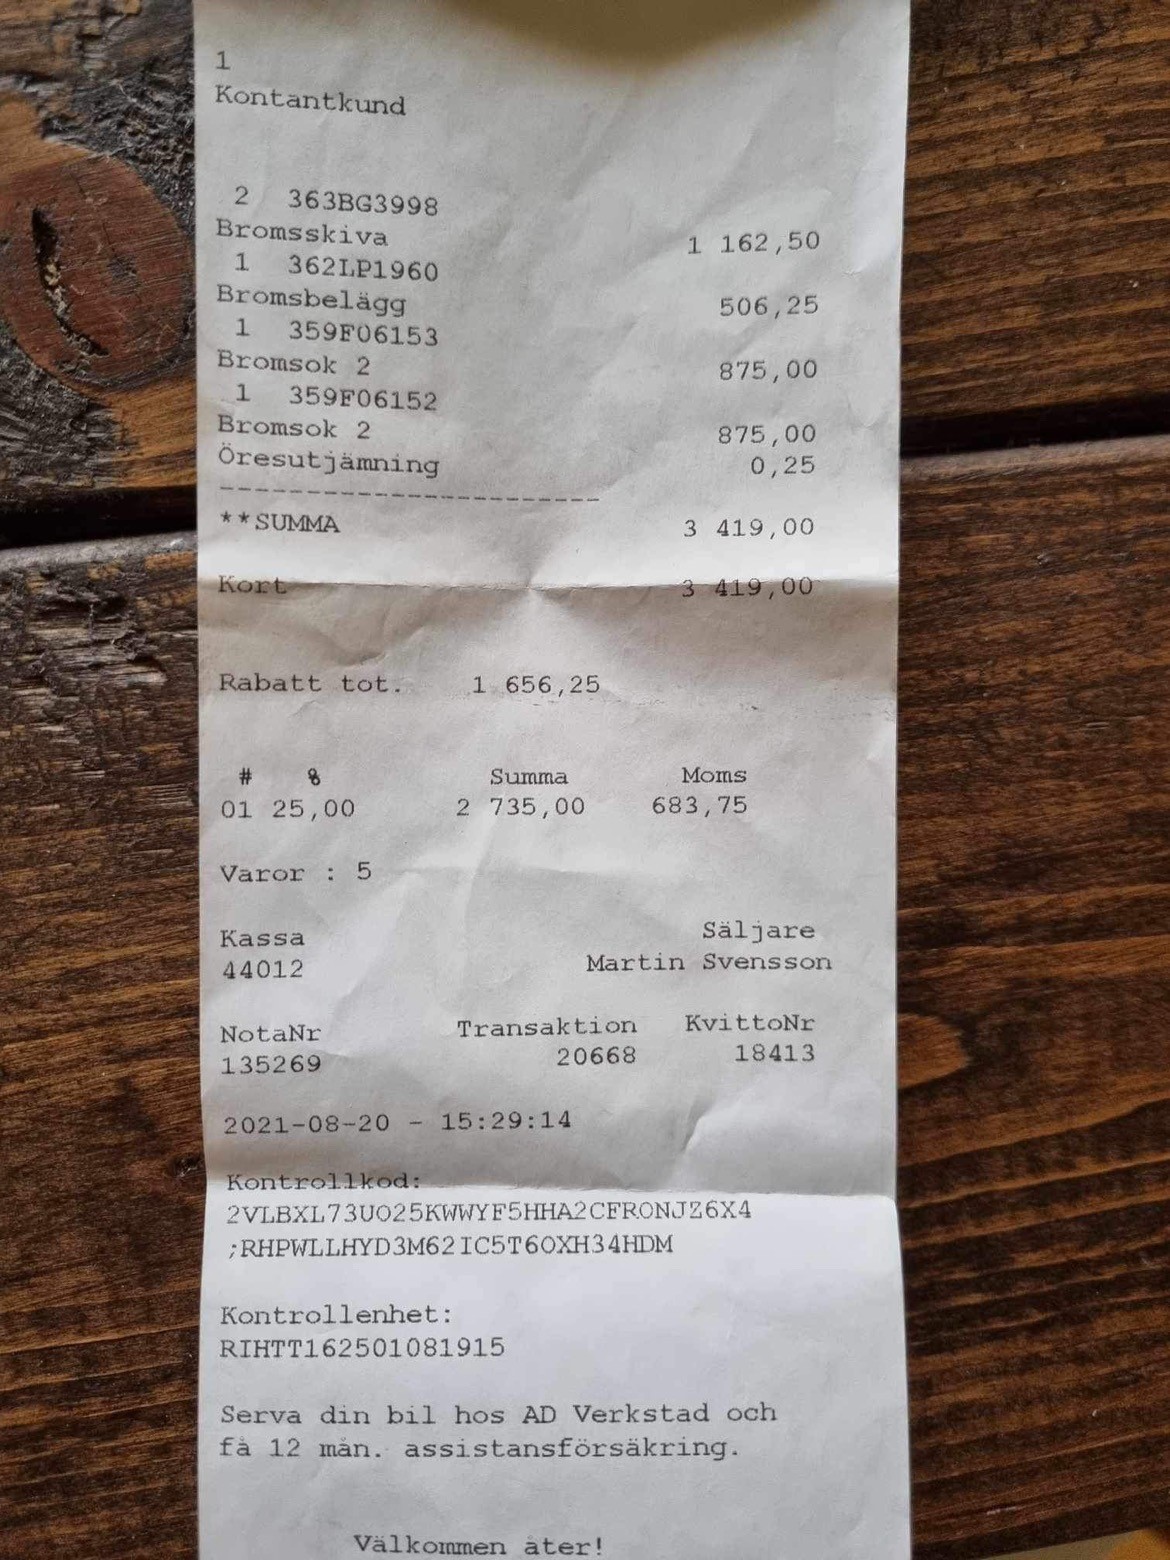 1
Kontantkund
2 363BG3998
Bromsskiva 1 162,50
1 362LP1960
Bromsbelägg 506,25
1 359F06153
Bromsok 2 875,00
1 359F06152
Bromsok 2 875,00
Öresutjämning 0,25
-----------------------
**SUMMA 3 419,00
Kort 3 419,00
Rabatt tot. 1 656,25
# % Summa Moms
01 25,00 2 735,00 683,75
Varor : 5
Kassa Säljare
44012 Martin Svensson
NotaNr Transaktion KvittoNr
135269 20668 18413
2021-08-20 - 15:29:14
Kontrollkod:
2VLBXL73UO25KWWYF5HHA2CFRONJZ6X4
;RHPWLLHYD3M62IC5T6OXH34HDM
Kontrollenhet:
RIHTT162501081915
Serva din bil hos AD Verkstad och
få 12 mån. assistansförsäkring.
Välkommen åter!